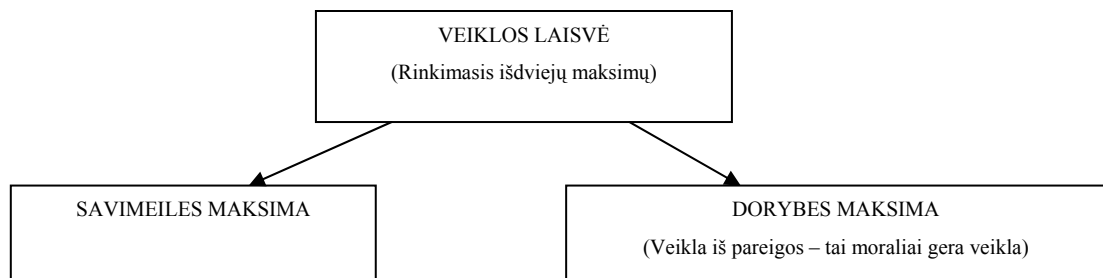 VEIKLOS LAISVĖ
(Rinkimasis išdviejų maksimų)
SAVIMEILES MAKSIMA
DORYBES MAKSIMA
(Veikla iš pareigos – tai moraliai gera veikla)